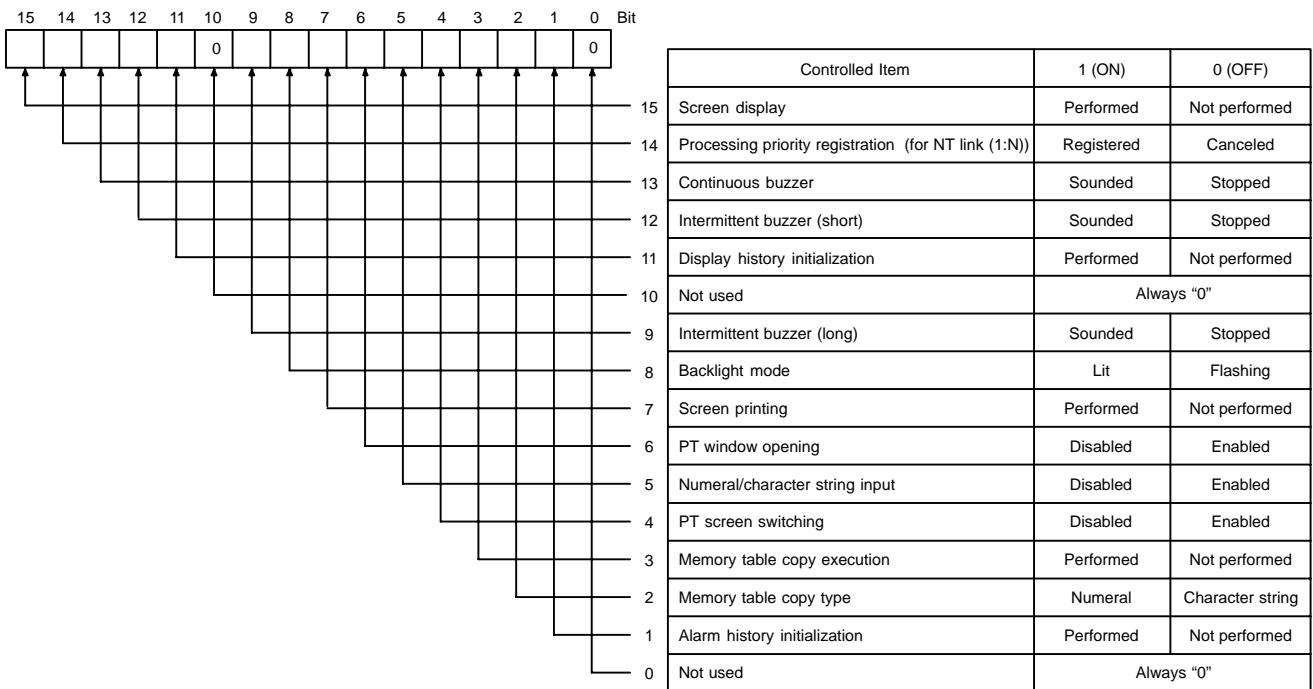 15 14 13 12 11 10 9 8 7 6 5 4 3 2 1 0 Bit
0 0
Controlled Item 1 (ON) 0 (OFF)
15 Screen display Performed Not performed
14 Processing priority registration (for NT link (1:N)) Registered Canceled
13 Continuous buzzer Sounded Stopped
12 Intermittent buzzer (short) Sounded Stopped
11 Display history initialization Performed Not performed
10 Not used Always “0”
9 Intermittent buzzer (long) Sounded Stopped
8 Backlight mode Lit Flashing
7 Screen printing Performed Not performed
6 PT window opening Disabled Enabled
5 Numeral/character string input Disabled Enabled
4 PT screen switching Disabled Enabled
3 Memory table copy execution Performed Not performed
2 Memory table copy type Numeral Character string
1 Alarm history initialization Performed Not performed
0 Not used Always “0”